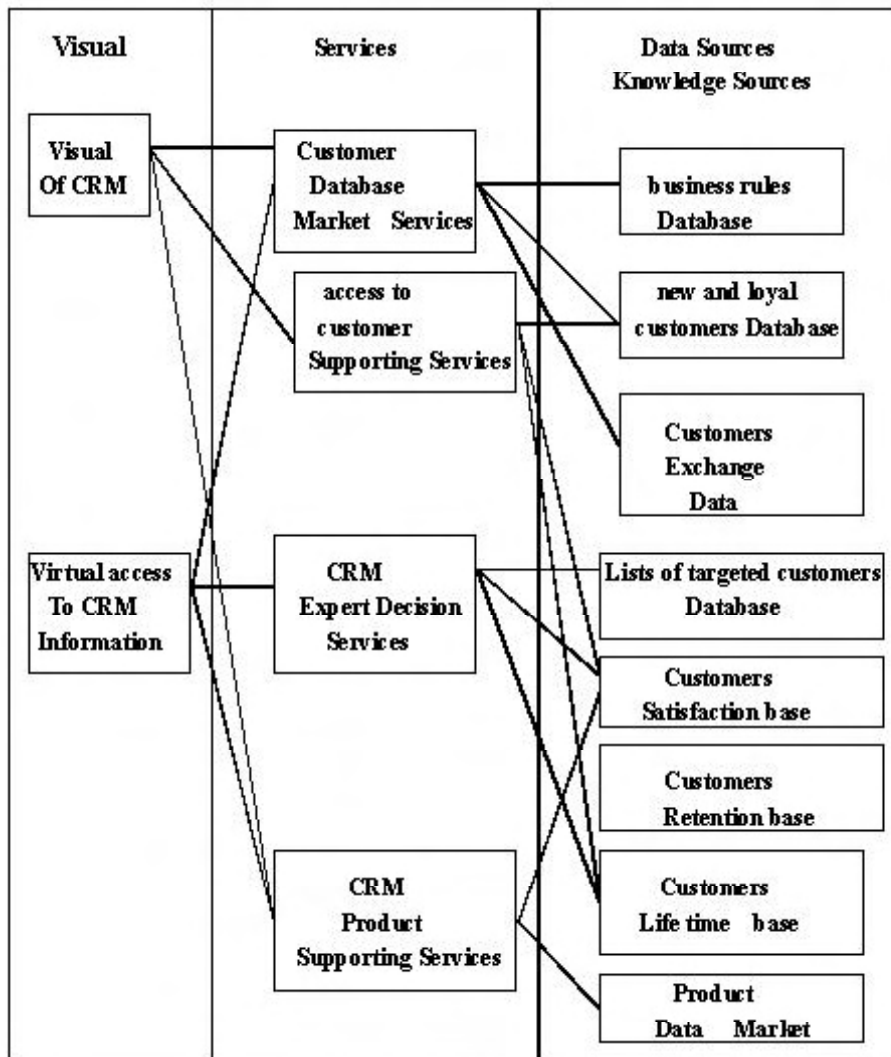 Visual
Services
Data Sources
Knowledge Sources
Visual
Of CRM
Customer
Database
Market Services
business rules
Database
access to
customer
Supporting Services
new and loyal
customers Database
Customers
Exchange
Data
Virtual access
To CRM
Information
CRM
Expert Decision
Services
Lists of targeted customers
Database
Customers
Satisfaction base
Customers
Retention base
CRM
Product
Supporting Services
Customers
Life time base
Product
Data Market